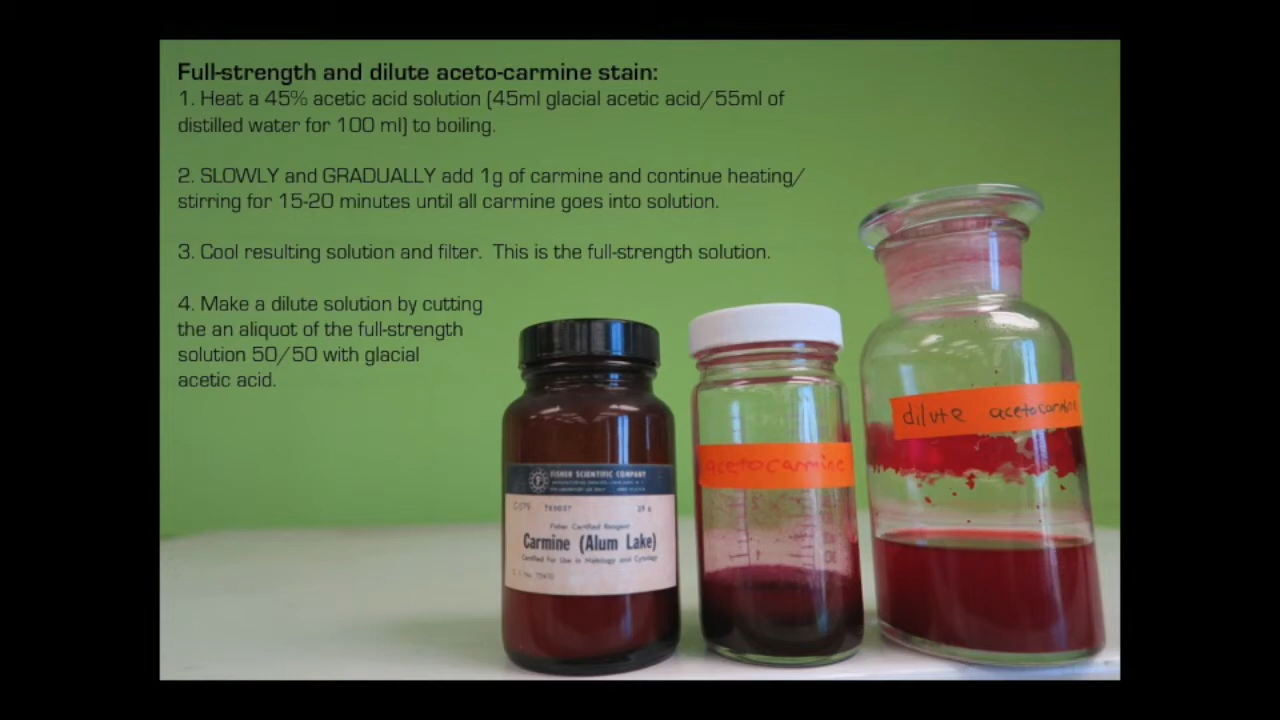 Full-strength and dilute aceto-carmine stain:
1. Heat a 45% acetic acid solution (45ml glacial acetic acid/55ml of
distilled water for 100 ml) to boiling.
2. SLOWLY and GRADUALLY add 1g of carmine and continue heating/
stirring for 15-20 minutes until all carmine goes into solution.
3. Cool resulting solution and filter. This is the full-strength solution.
4. Make a dilute solution by cutting
the an aliquot of the full-strength
solution 50/50 with glacial
acetic acid.
FISHER SCIENTIFIC COMPANY
Fisher Certified Reagent
Carmine (Alum Lake)
Certified For Use in Histology and Cytology
acetocarmine
dilute acetocarmine